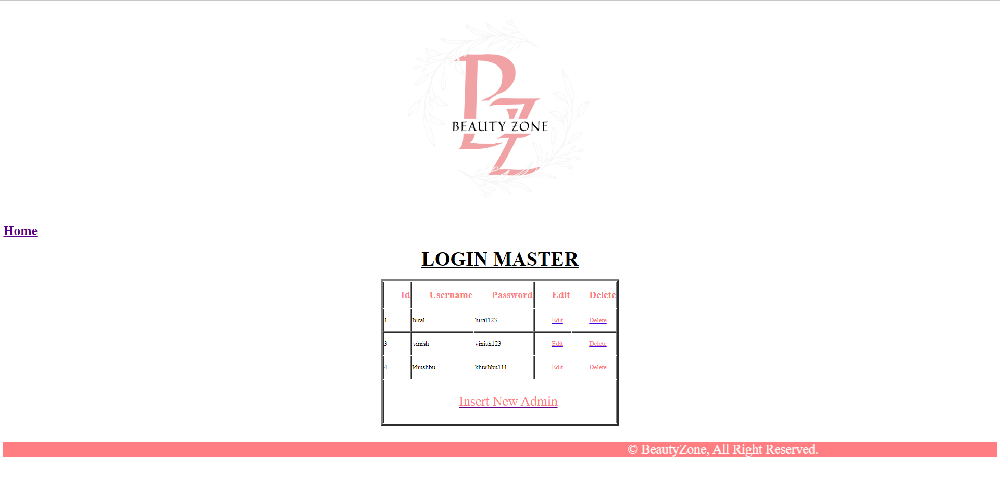 BZ
BEAUTY ZONE
Home
LOGIN MASTER
Id Username Password Edit Delete
1 hiral hiral123 Edit Delete
3 vinish vinish123 Edit Delete
4 khushbu khushbu111 Edit Delete
Insert New Admin
© BeautyZone, All Right Reserved.